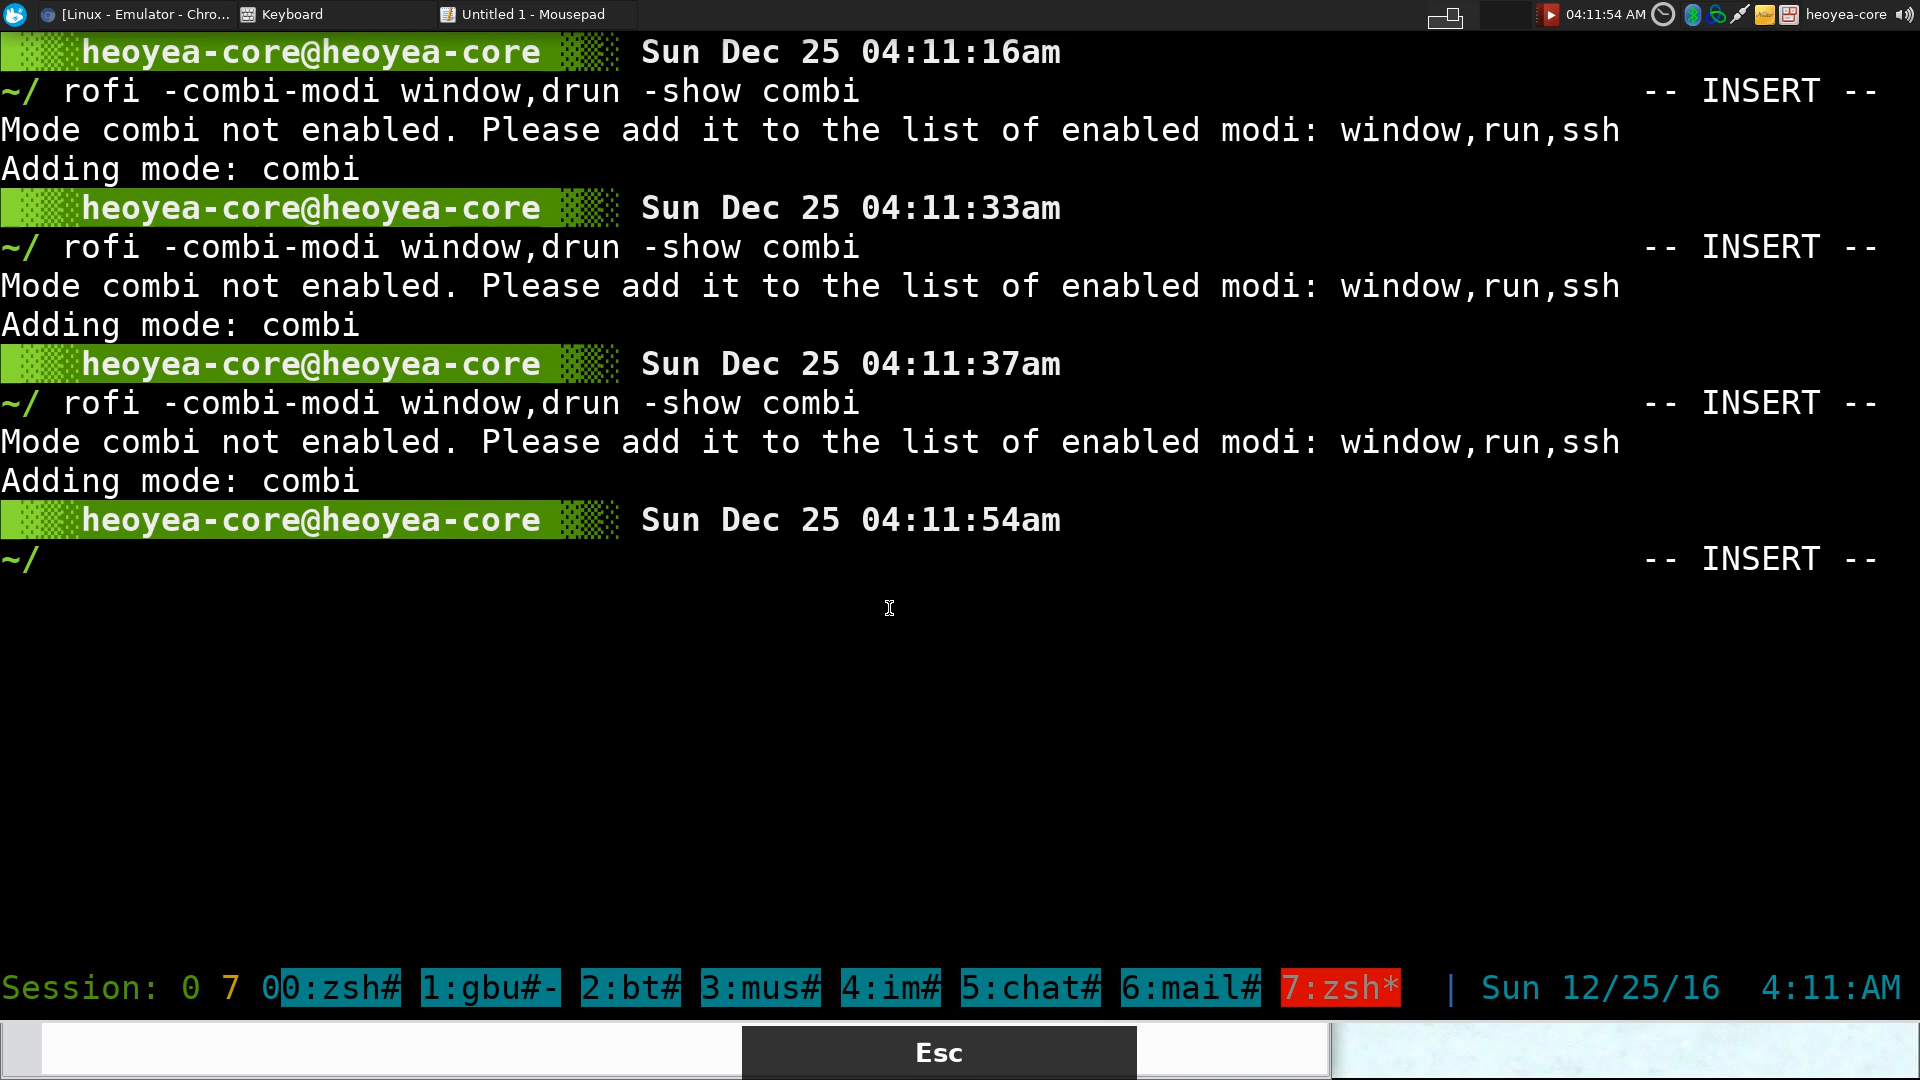 [Linux - Emulator - Chro... Keyboard Untitled 1 - Mousepad 04:11:54 AM heoyea-core
heoyea-core@heoyea-core Sun Dec 25 04:11:16am
~/ rofi -combi-modi window,drun -show combi -- INSERT --
Mode combi not enabled. Please add it to the list of enabled modi: window,run,ssh
Adding mode: combi
heoyea-core@heoyea-core Sun Dec 25 04:11:33am
~/ rofi -combi-modi window,drun -show combi -- INSERT --
Mode combi not enabled. Please add it to the list of enabled modi: window,run,ssh
Adding mode: combi
heoyea-core@heoyea-core Sun Dec 25 04:11:37am
~/ rofi -combi-modi window,drun -show combi -- INSERT --
Mode combi not enabled. Please add it to the list of enabled modi: window,run,ssh
Adding mode: combi
heoyea-core@heoyea-core Sun Dec 25 04:11:54am
~/ -- INSERT --
Session: 0 7 00:zsh# 1:gbu#- 2:bt# 3:mus# 4:im# 5:chat# 6:mail# 7:zsh* | Sun 12/25/16 4:11:AM
Esc